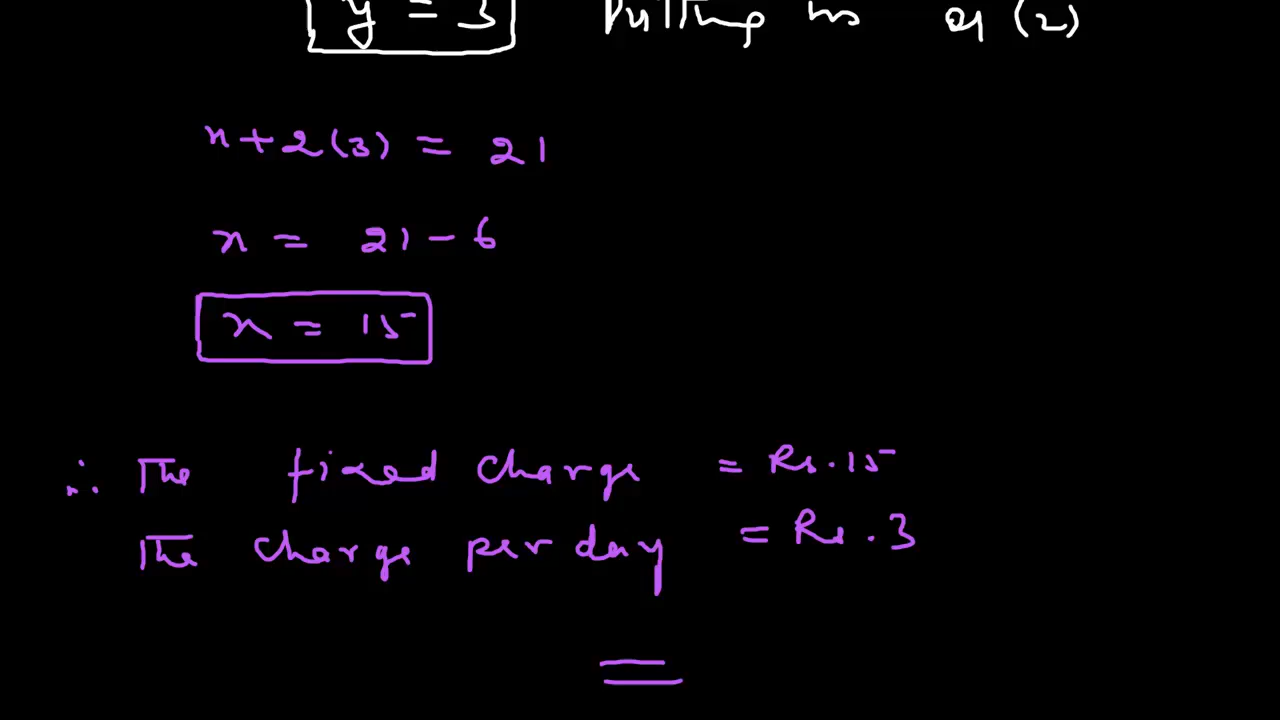 y = 3 Putting in eq (2)
x + 2(3) = 21
x = 21 - 6
x = 15
∴ The fixed charge = Rs. 15
The charge per day = Rs. 3